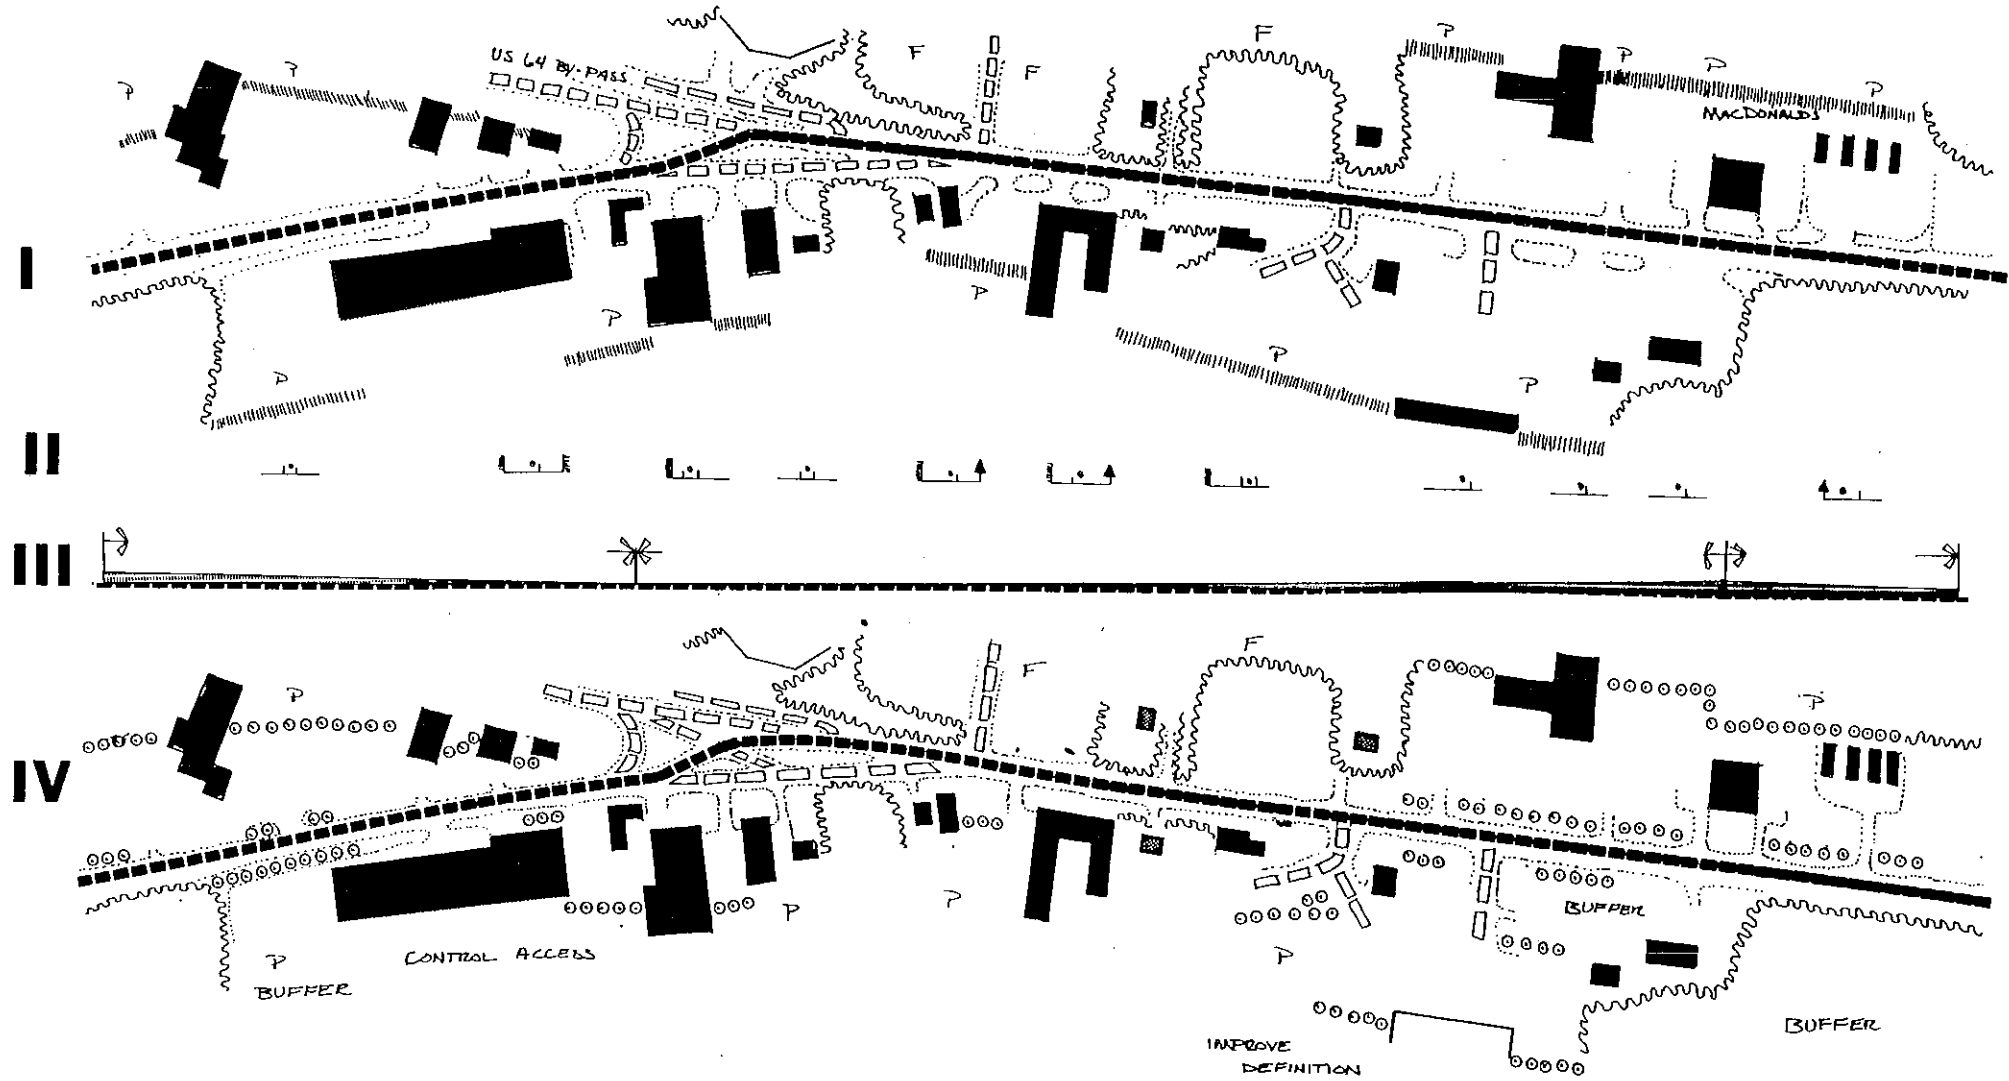 P
P
US 64 BY-PASS
F
F
F
P
P
P
P
MACDONALDS
I
P
P
P
P
P
II
III
F
F
P
P
IV
P
P
BUFFER
P
CONTROL ACCESS
BUFFER
P
IMPROVE
DEFINITION
BUFFER